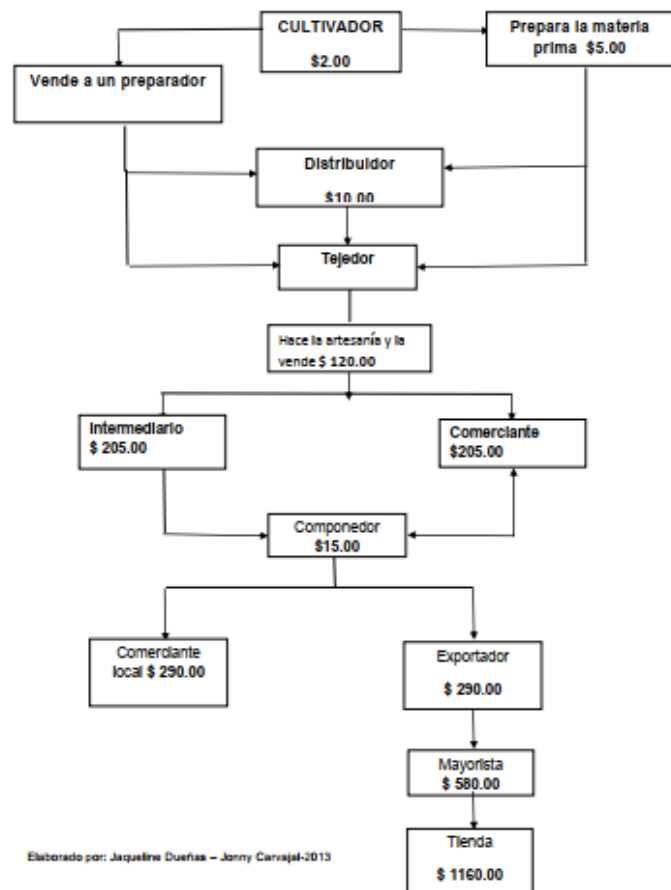 CULTIVADOR
$2.00
Prepara la materia
prima $5.00
Vende a un preparador
Distribuidor
$10.00
Tejedor
Hace la artesanía y la
vende $ 120.00
Intermediario
$ 205.00
Comerciante
$205.00
Componedor
$15.00
Comerciante
local $ 290.00
Exportador
$ 290.00
Mayorista
$ 580.00
Tienda
$ 1160.00
Elaborado por: Jaqueline Dueñas – Jonny Carvajal-2013